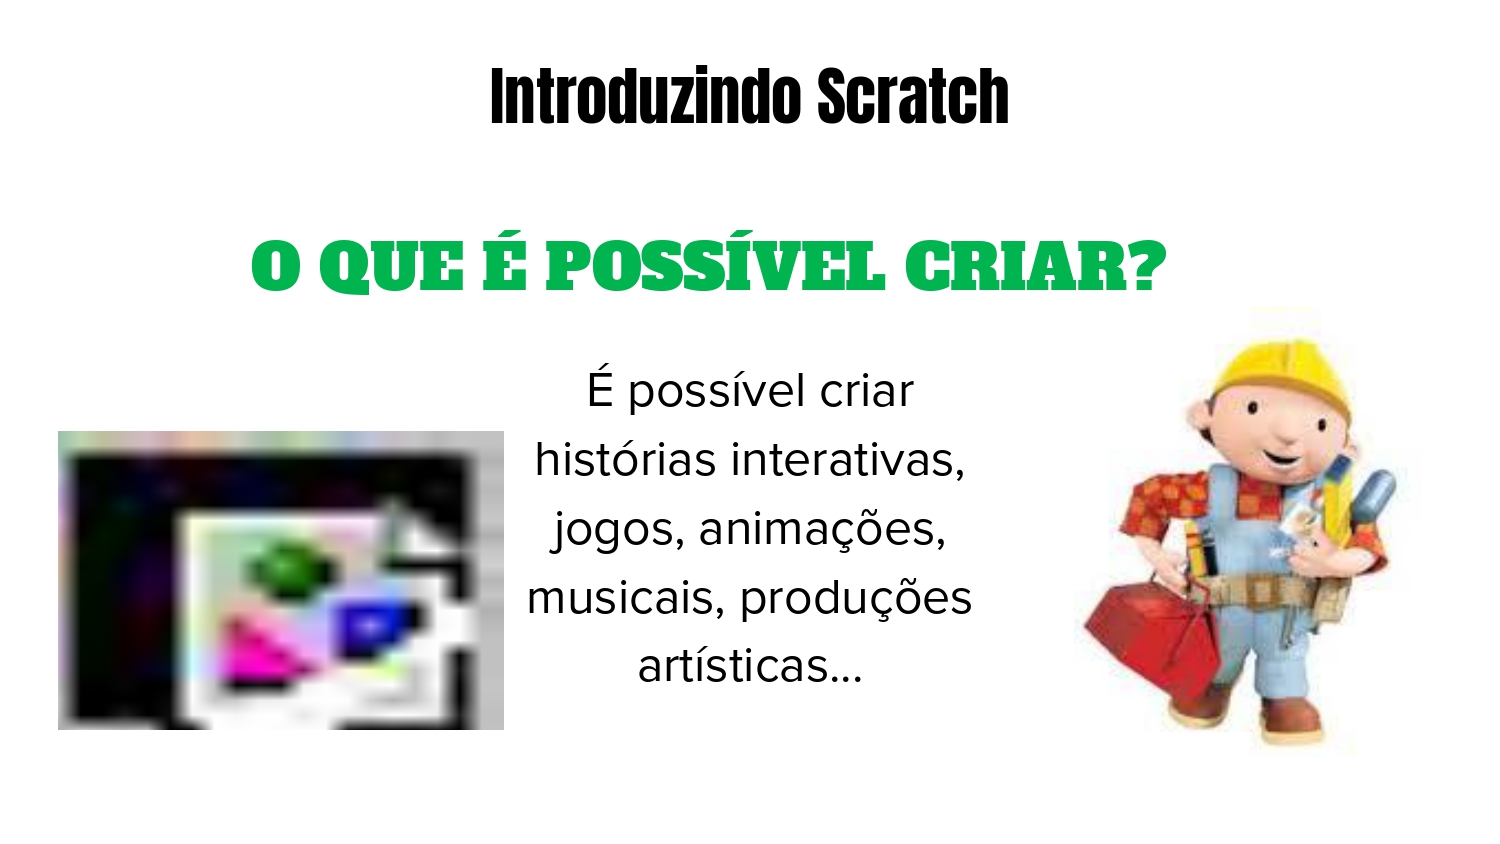 Introduzindo Scratch
O QUE É POSSÍVEL CRIAR?
É possível criar
histórias interativas,
jogos, animações,
musicais, produções
artísticas...